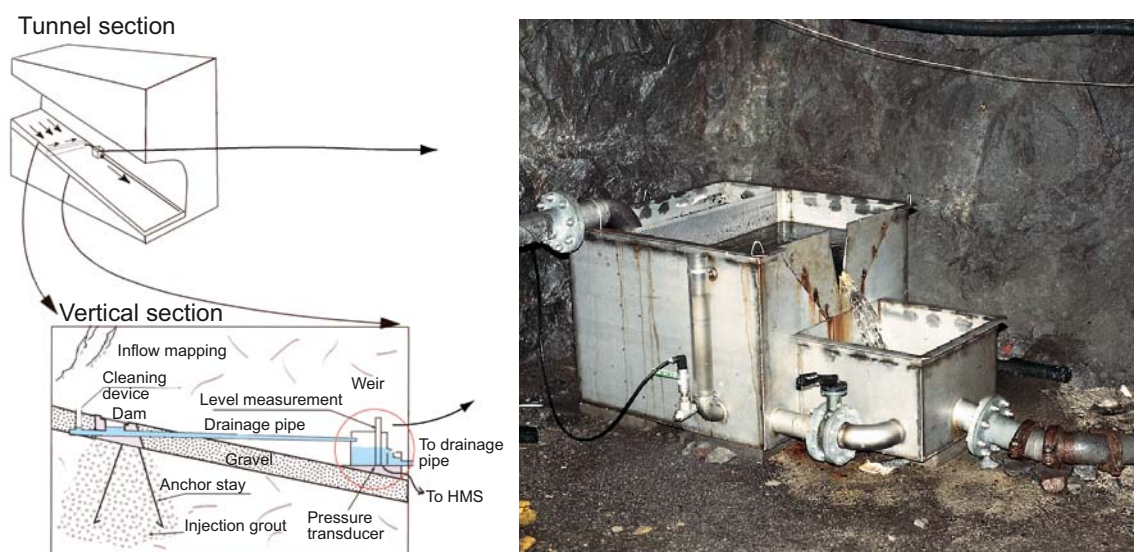 Tunnel section
Vertical section
Inflow mapping
Cleaning
device
Dam
Drainage pipe
Weir
Level measurement
To drainage
pipe
Gravel
Anchor stay
To HMS
Injection grout
Pressure
transducer